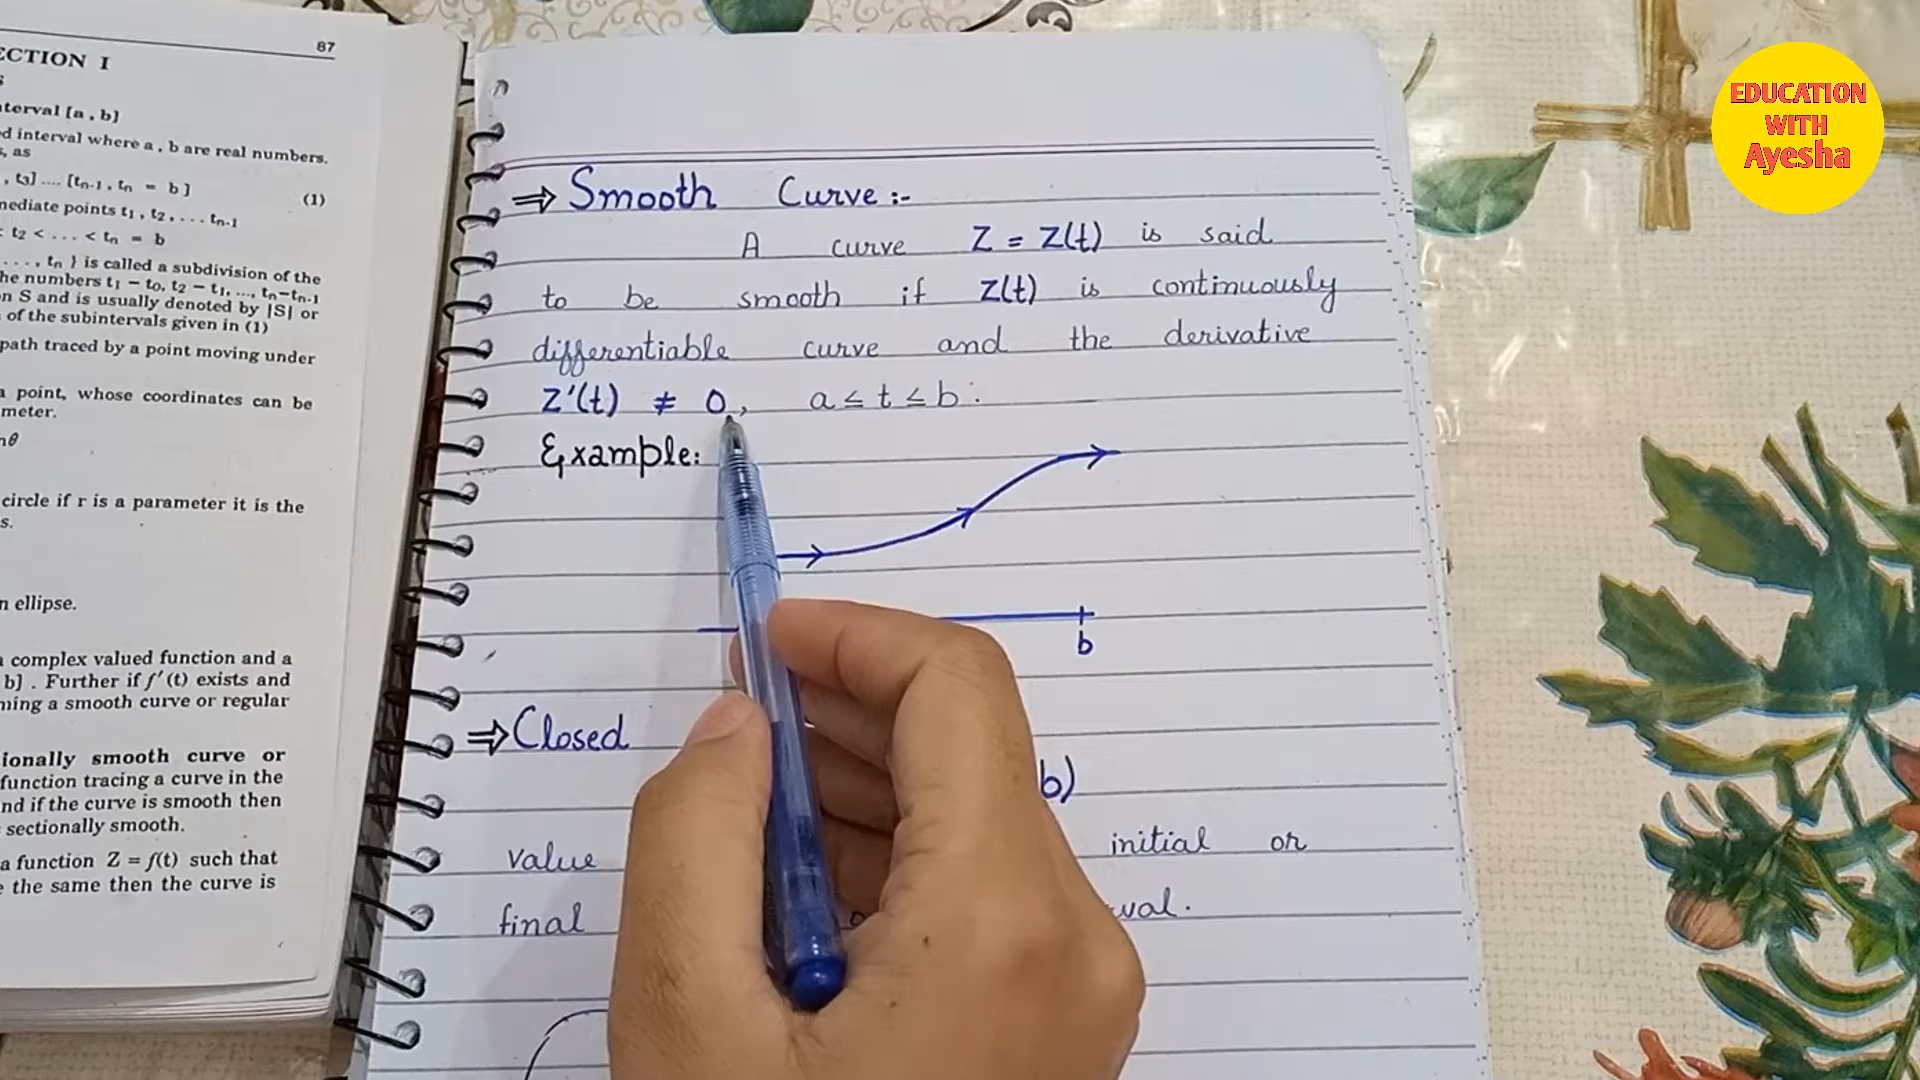 87
ECTION I
terval [a , b]
d interval where a , b are real numbers.
, as
, t3] .... [tn-1 , tn = b ]
(1)
mediate points t1 , t2 , . . . tn-1
t2 < . . . < tn = b
. . . , tn } is called a subdivision of the
he numbers t1 – to, t2 – t1, ..., tn–tn-1
n S and is usually denoted by |S| or
of the subintervals given in (1)
path traced by a point moving under
a point, whose coordinates can be
meter.
nθ
circle if r is a parameter it is the
s.
n ellipse.
complex valued function and a
b] . Further if f′(t) exists and
ning a smooth curve or regular
tionally smooth curve or
function tracing a curve in the
nd if the curve is smooth then
sectionally smooth.
a function Z = f(t) such that
e the same then the curve is
⇒ Smooth Curve :-
A curve Z = Z(t) is said
to be smooth if Z(t) is continuously
differentiable curve and the derivative
Z'(t) ≠ 0, a ≤ t ≤ b .
Example:
b
⇒ Closed
b)
value initial or
final val.
EDUCATION
WITH
Ayesha